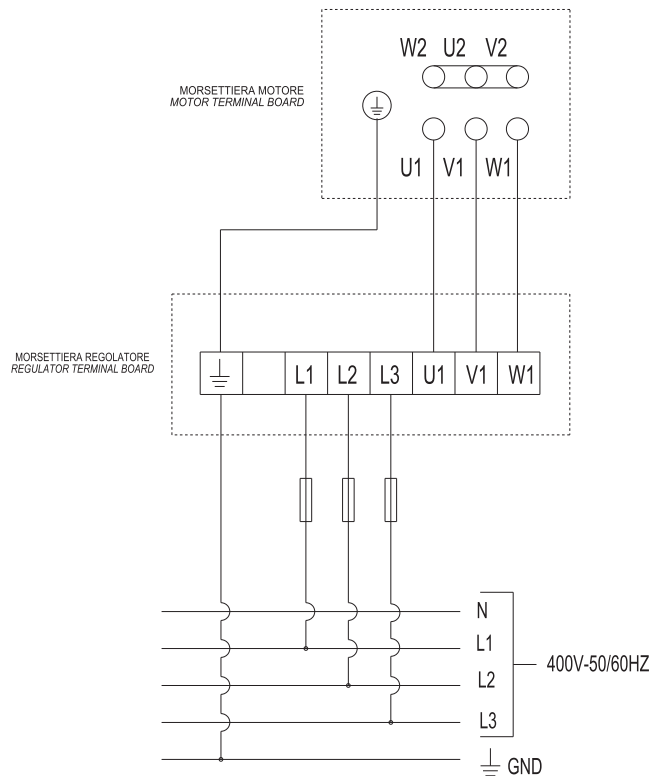 W2 U2 V2
MORSETTIERA MOTORE
MOTOR TERMINAL BOARD
U1 V1 W1
MORSETTIERA REGOLATORE
REGULATOR TERMINAL BOARD
L1 L2 L3 U1 V1 W1
N
L1
400V-50/60HZ
L2
L3
GND